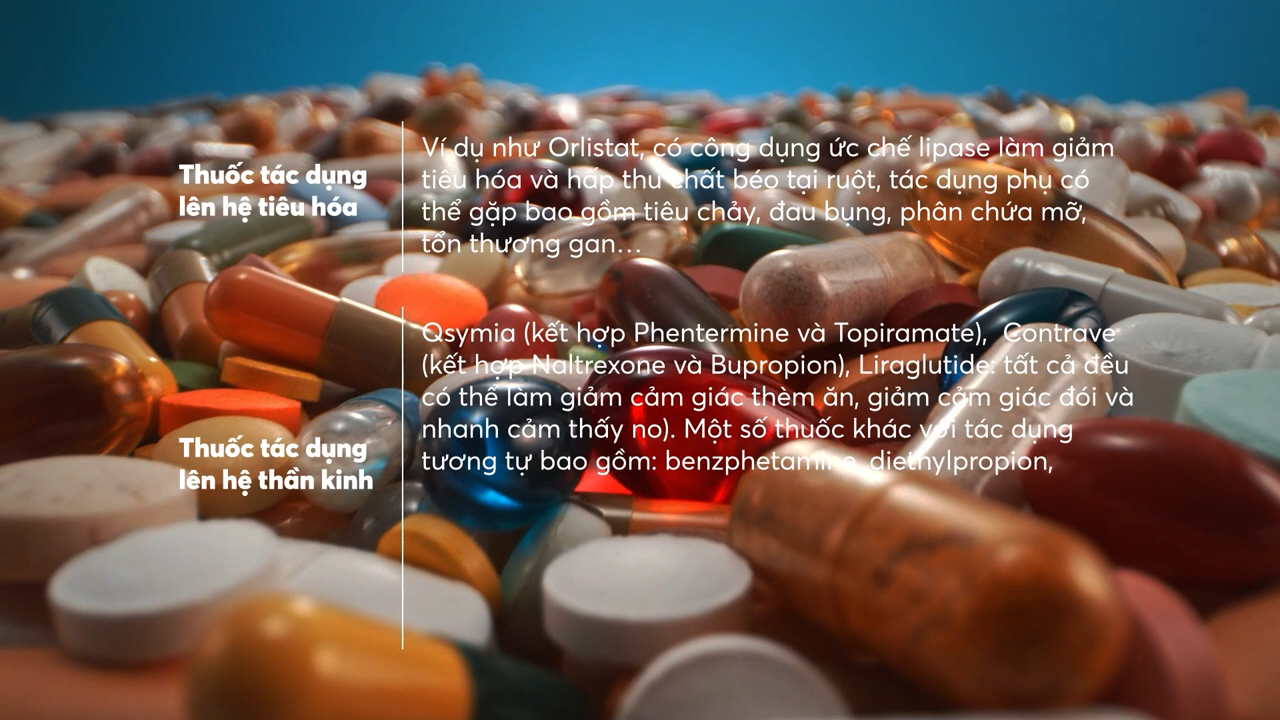 Thuốc tác dụng
lên hệ tiêu hóa
Ví dụ như Orlistat, có công dụng ức chế lipase làm giảm
tiêu hóa và hấp thu chất béo tại ruột, tác dụng phụ có
thể gặp bao gồm tiêu chảy, đau bụng, phân chứa mỡ,
tổn thương gan…
Thuốc tác dụng
lên hệ thần kinh
Qsymia (kết hợp Phentermine và Topiramate), Contrave
(kết hợp Naltrexone và Bupropion), Liraglutide: tất cả đều
có thể làm giảm cảm giác thèm ăn, giảm cảm giác đói và
nhanh cảm thấy no). Một số thuốc khác với tác dụng
tương tự bao gồm: benzphetamine, diethylpropion,